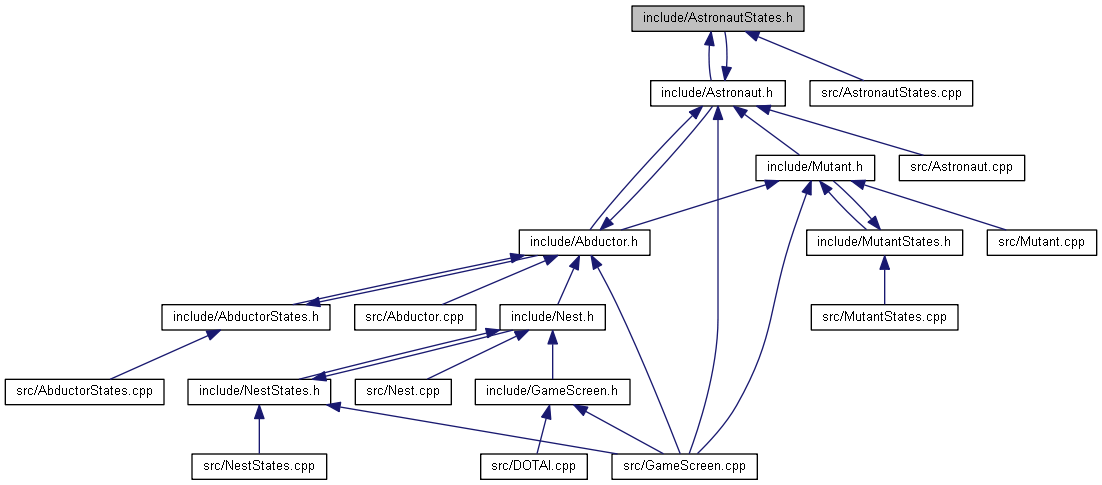 include/AstronautStates.h
include/Astronaut.h
src/AstronautStates.cpp
include/Mutant.h
src/Astronaut.cpp
include/Abductor.h
include/MutantStates.h
src/Mutant.cpp
include/AbductorStates.h
src/Abductor.cpp
include/Nest.h
src/MutantStates.cpp
src/AbductorStates.cpp
include/NestStates.h
src/Nest.cpp
include/GameScreen.h
src/NestStates.cpp
src/DOTAI.cpp
src/GameScreen.cpp